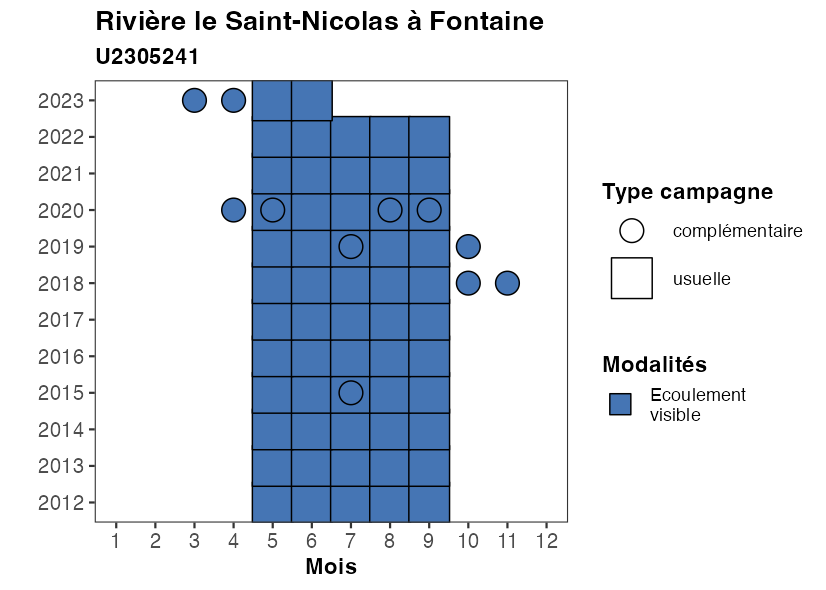 Rivière le Saint-Nicolas à Fontaine
U2305241
2023
2022
2021
2020
2019
2018
2017
2016
2015
2014
2013
2012
1 2 3 4 5 6 7 8 9 10 11 12
Mois
Type campagne
complémentaire
usuelle
Modalités
Ecoulement
visible